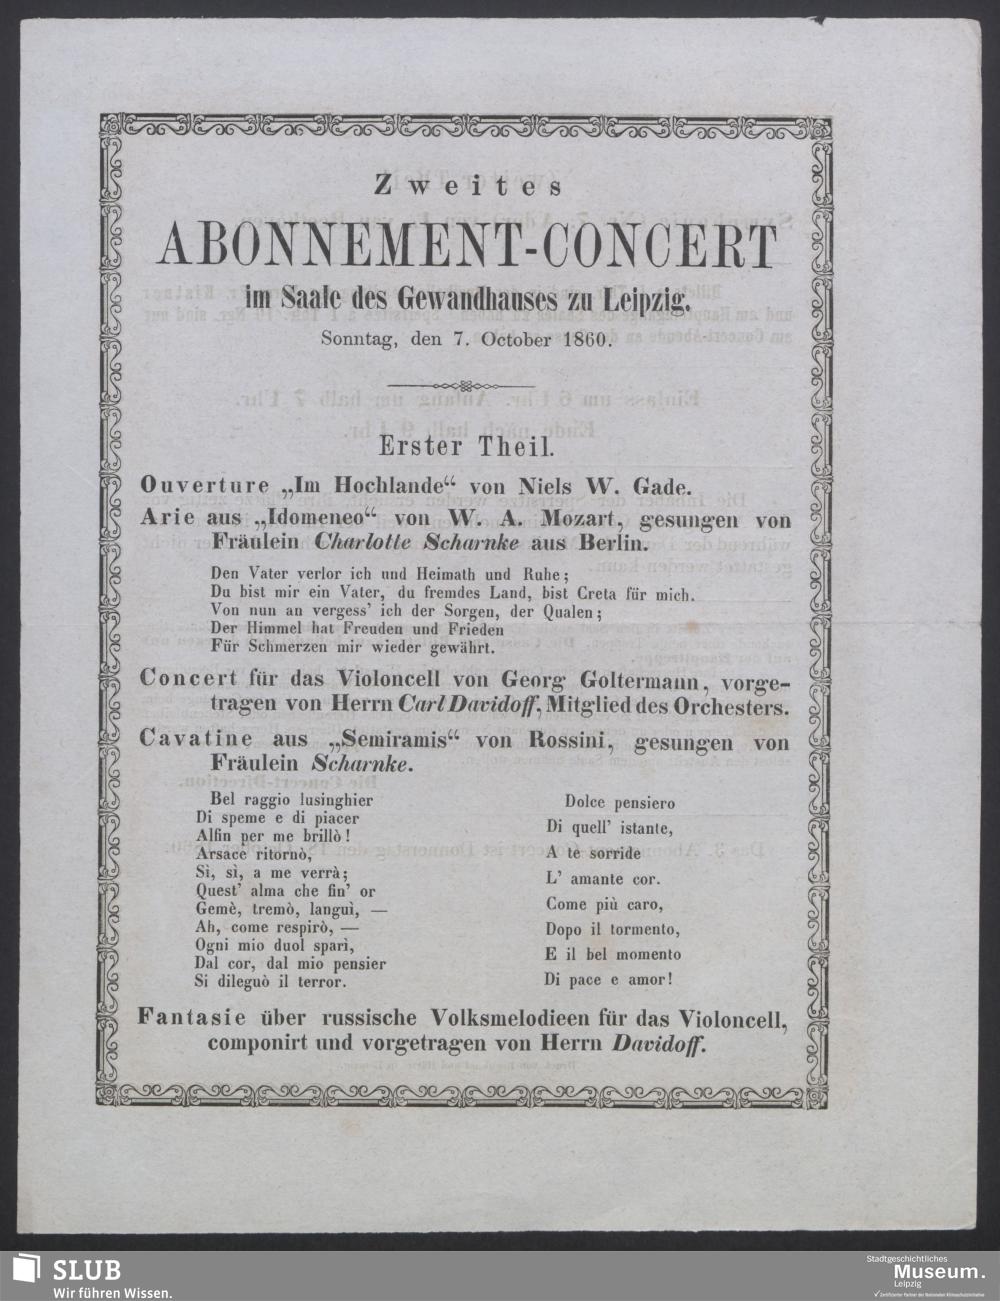 Zweites
ABONNEMENT-CONCERT
im Saale des Gewandhauses zu Leipzig.
Sonntag, den 7. October 1860.
Erster Theil.
Ouverture „Im Hochlande“ von Niels W. Gade.
Arie aus „Idomeneo“ von W. A. Mozart, gesungen von
Fräulein Charlotte Scharnke aus Berlin.
Den Vater verlor ich und Heimath und Ruhe;
Du bist mir ein Vater, du fremdes Land, bist Creta für mich.
Von nun an vergess' ich der Sorgen, der Qualen;
Der Himmel hat Freuden und Frieden
Für Schmerzen mir wieder gewährt.
Concert für das Violoncell von Georg Goltermann, vorge-
tragen von Herrn Carl Davidoff, Mitglied des Orchesters.
Cavatine aus „Semiramis“ von Rossini, gesungen von
Fräulein Scharnke.
Bel raggio lusinghier
Di speme e di piacer
Alfin per me brillò!
Arsace ritornò,
Sì, sì, a me verrà;
Quest' alma che fin' or
Gemè, tremò, languì, —
Ah, come respirò, —
Ogni mio duol sparì,
Dal cor, dal mio pensier
Si dileguò il terror.
Dolce pensiero
Di quell' istante,
A te sorride
L' amante cor.
Come più caro,
Dopo il tormento,
E il bel momento
Di pace e amor!
Fantasie über russische Volksmelodieen für das Violoncell,
componirt und vorgetragen von Herrn Davidoff.
SLUB
Wir führen Wissen.
Stadtgeschichtliches
Museum.
Leipzig
Zertifizierter Partner der Nationalen Klimaschutzinitiative